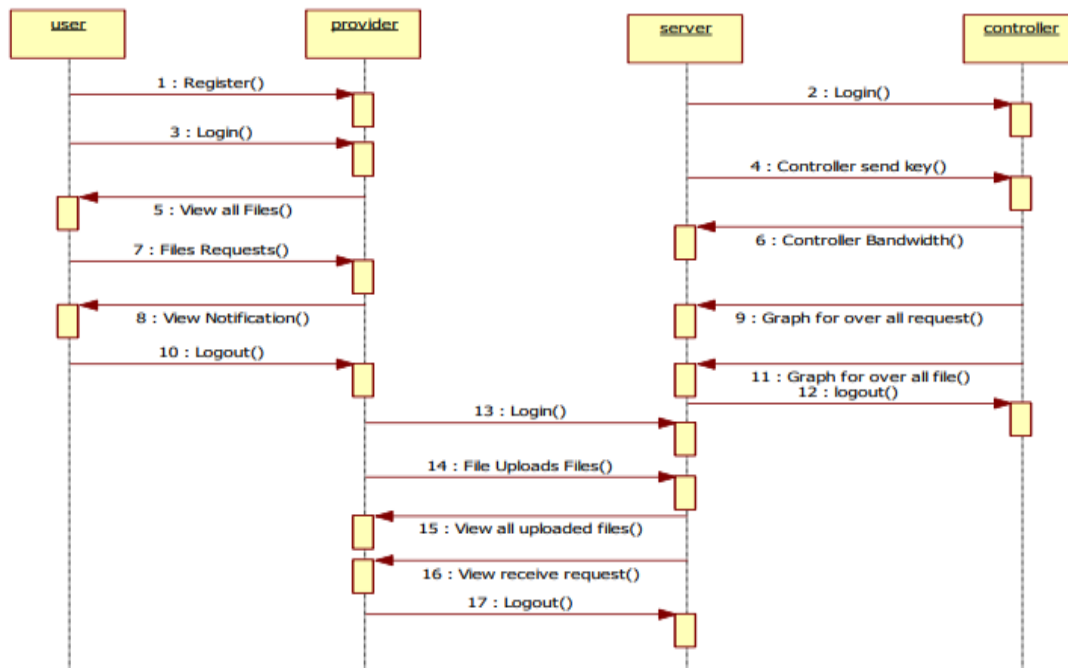 user
provider
server
controller
1 : Register()
2 : Login()
3 : Login()
4 : Controller send key()
5 : View all Files()
6 : Controller Bandwidth()
7 : Files Requests()
8 : View Notification()
9 : Graph for over all request()
10 : Logout()
11 : Graph for over all file()
12 : logout()
13 : Login()
14 : File Uploads Files()
15 : View all uploaded files()
16 : View receive request()
17 : Logout()